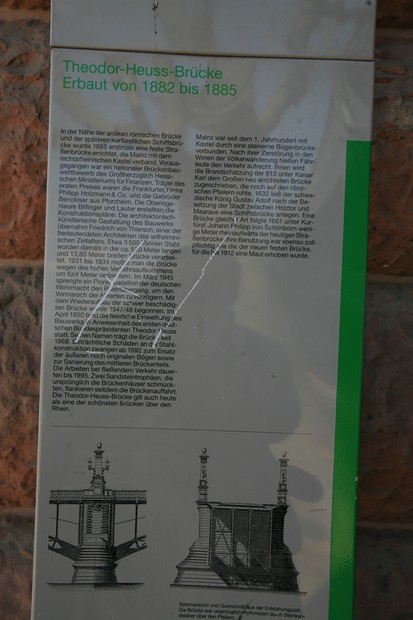 Theodor-Heuss-Brücke
Erbaut von 1882 bis 1885
In der Nähe der antiken römischen Brücke
und der späteren kurfürstlichen Schiffsbrü-
cke wurde 1885 erstmals eine feste Stra-
ßenbrücke errichtet, die Mainz mit dem
rechtsrheinischen Kastel verband. Voraus-
gegangen war ein nationaler Brückenbau-
wettbewerb des Großherzoglich Hessi-
schen Ministeriums für Finanzen. Träger des
ersten Preises waren die Frankfurter Firma
Philipp Holzmann & Co. und die Gebrüder
Benckiser aus Pforzheim. Die Oberinge-
nieure Bilfinger und Lauter erstellten die
Konstruktionspläne. Die architektonisch-
künstlerische Gestaltung des Bauwerks
übernahm Friedrich von Thiersch, einer der
bedeutendsten Architekten des wilhelmini-
schen Zeitalters. Etwa Tonnen Stahl
wurden damals in der Meter langen
und 13,80 Meter breiten Brücke verarbei-
tet. 1931 bis 1934 mußte man die Brücke
wegen des hohen Verkehrsaufkommens
um fünf Meter verbreitern. Im März 1945
sprengte ein Pionierbataillon der deutschen
Wehrmacht den Rheinübergang, um den
Vormarsch der Alliierten zu verzögern. Mit
dem Wiederaufbau der schwer beschädig-
ten Brücke wurde 1947/48 begonnen. Im
April 1950 fand die feierliche Einweihung des
Bauwerks in Anwesenheit des ersten deut-
schen Bundespräsidenten Theodor Heuss
statt. Seinen Namen trägt die Brücke seit
1968. Beträchtliche Schäden an der Stahl-
konstruktion zwangen ab 1992 zum Ersatz
der äußeren noch originalen Bögen sowie
zur Sanierung des mittleren Brückenteils.
Die Arbeiten bei fließendem Verkehr dauer-
ten bis 1995. Zwei Sandsteintrophäen, die
ursprünglich die Brückenhäuser schmück-
ten, flankieren seitdem die Brückenauffahrt.
Die Theodor-Heuss-Brücke gilt auch heute
als eine der schönsten Brücken über den
Rhein.
Mainz war seit dem 1. Jahrhundert mit
Kastel durch eine steinerne Bogenbrücke
verbunden. Nach ihrer Zerstörung in den
Wirren der Völkerwanderung hielten Fähr-
leute den Verkehr aufrecht. Ihnen wird
die Brandschatzung der 813 unter Kaiser
Karl dem Großen neu errichteten Brücke
zugeschrieben, die noch auf den römi-
schen Pfeilern ruhte. 1632 ließ der schwe-
dische König Gustav Adolf nach der Be-
setzung der Stadt zwischen Holztor und
Maaraue eine Schiffsbrücke anlegen. Eine
Brücke gleicher Art folgte 1661 unter Kur-
fürst Johann Philipp von Schönborn weni-
ge Meter rheinaufwärts der heutigen Stra-
ßenbrücke. Ihre Benutzung war ebenso zoll-
pflichtig wie die der neuen festen Brücke,
für die bis 1912 eine Maut erhoben wurde.
Seitenansicht und Querschnitt aus der Entstehungszeit.
Die Brücke war ursprünglich mit
über den Pfeilern